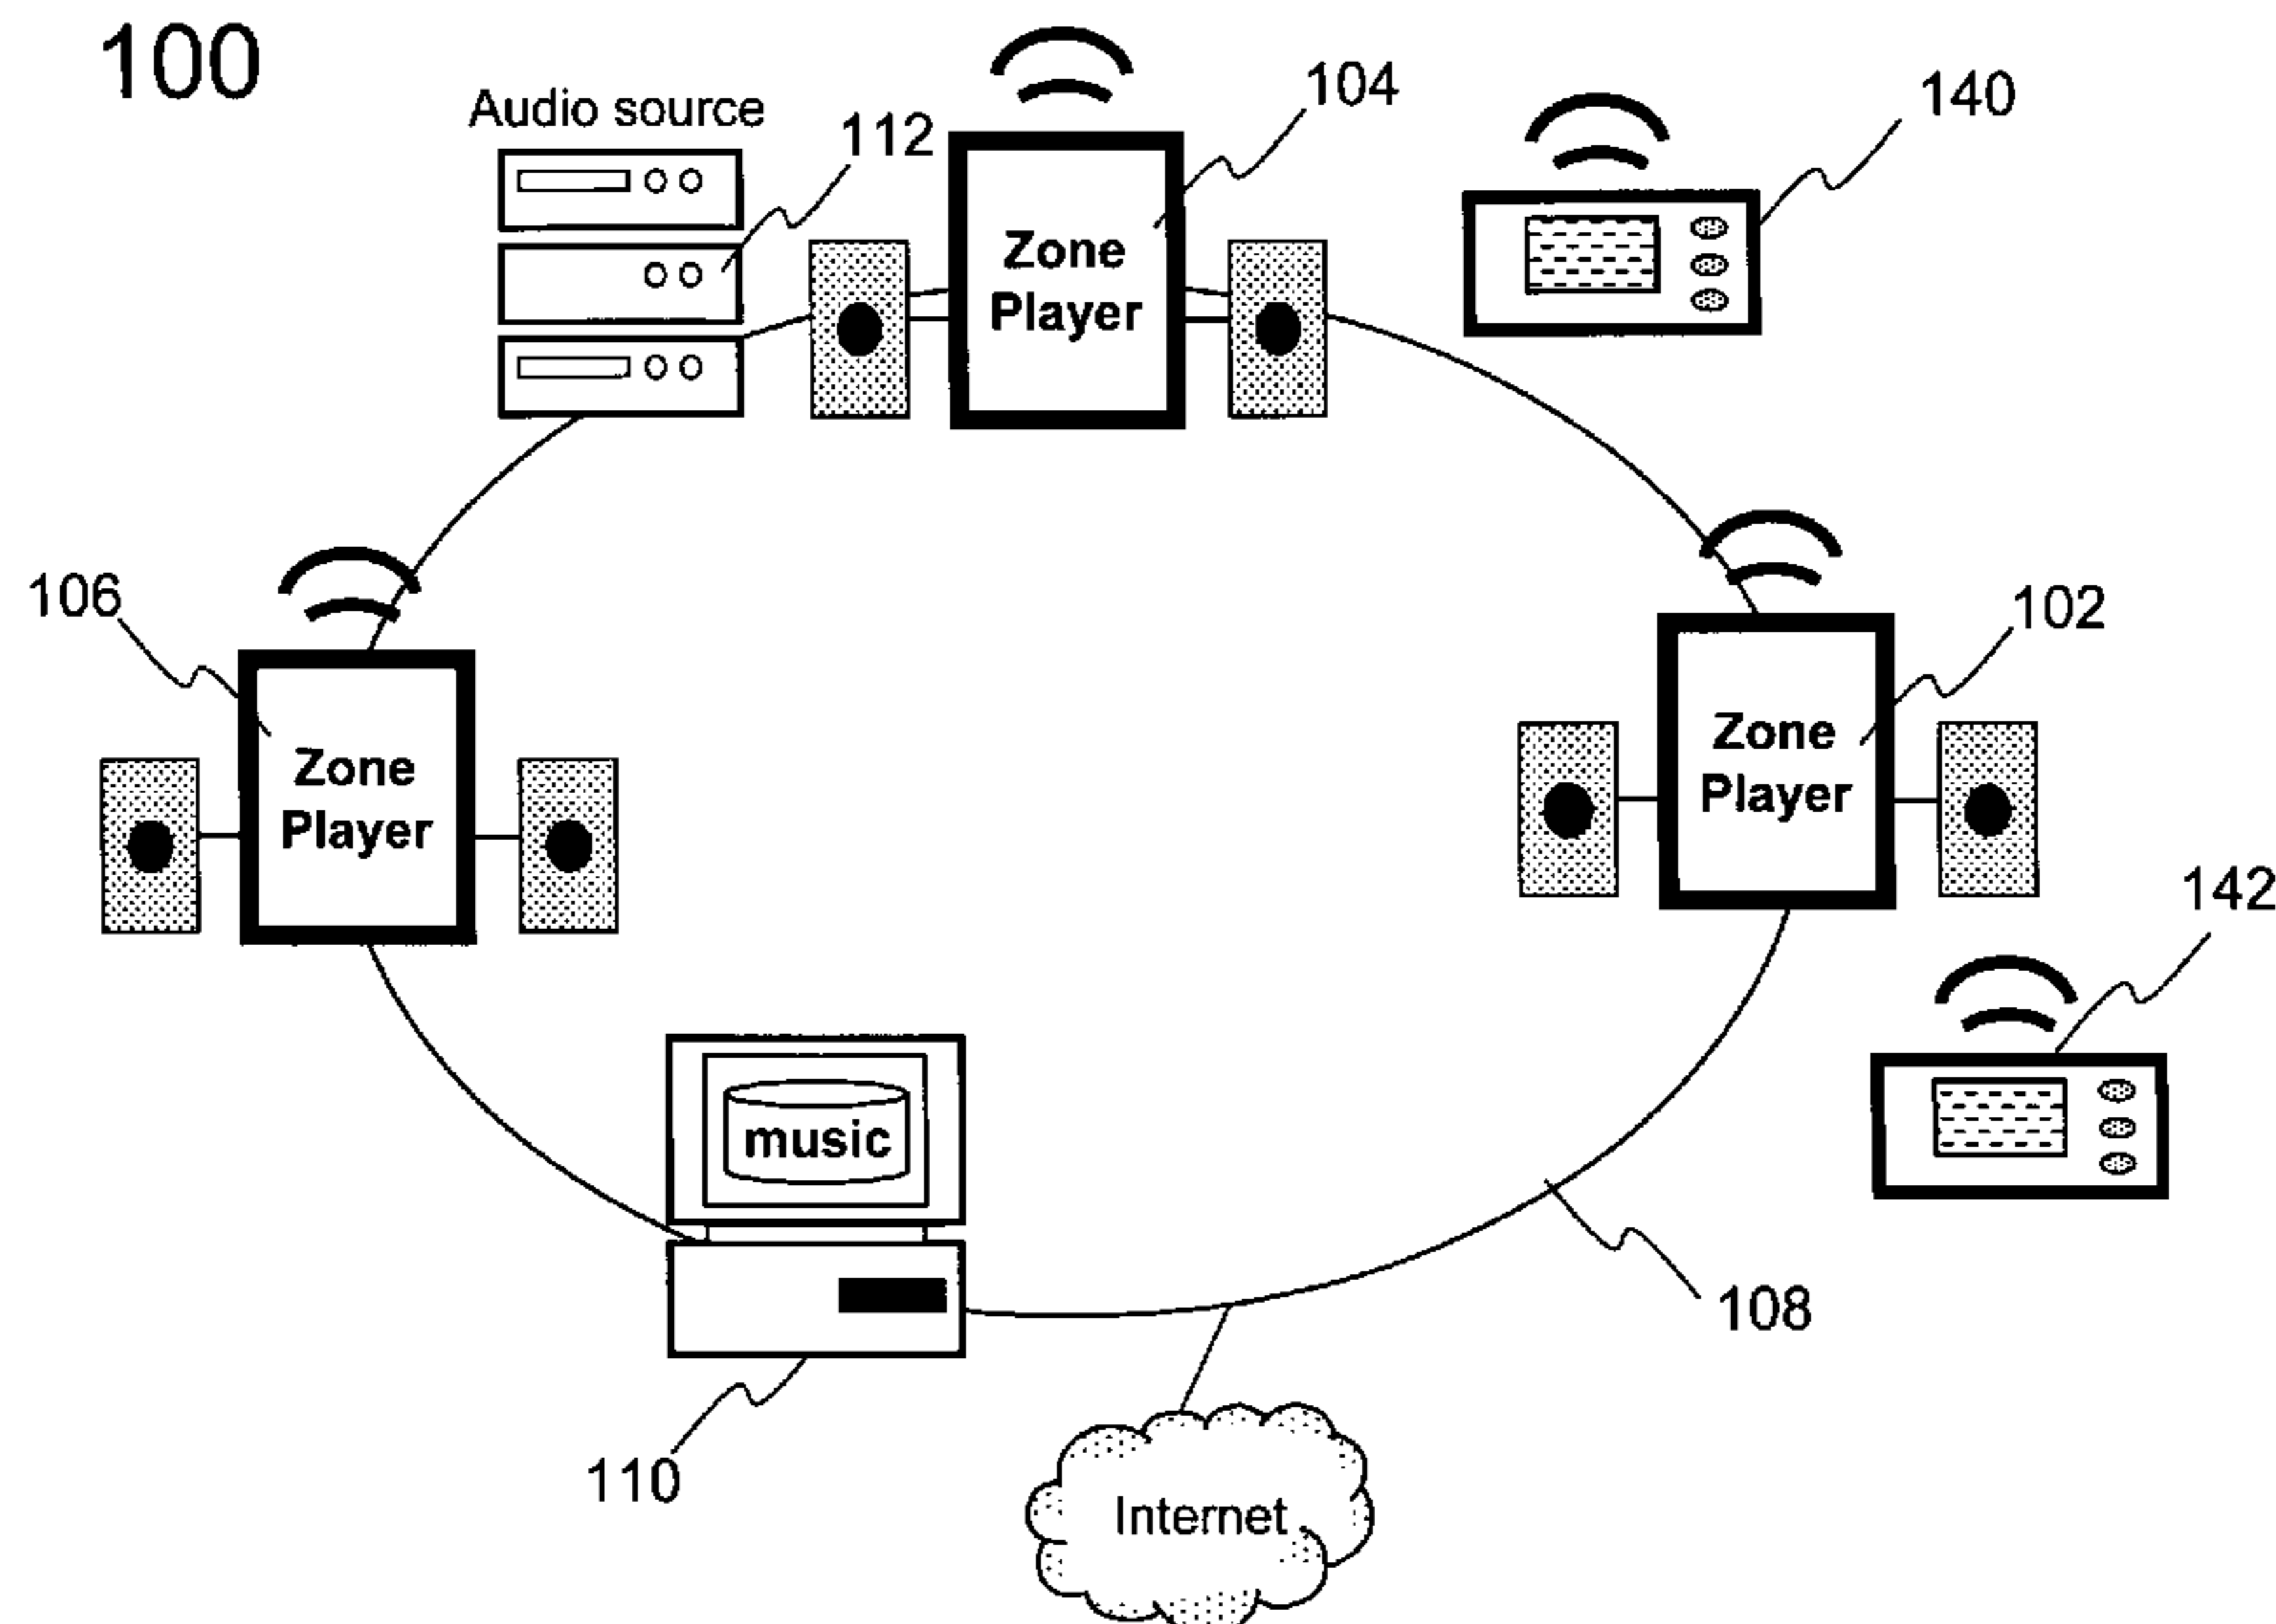 100
Audio source
112
104
140
Zone
Player
106
Zone
Player
102
Zone
Player
142
music
108
110
Internet